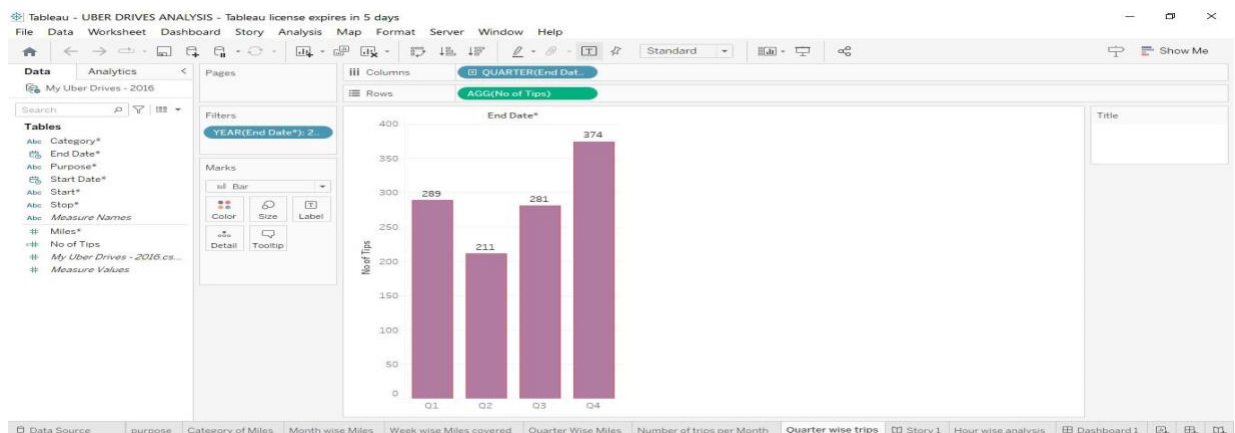 Tableau - UBER DRIVES ANALYSIS - Tableau license expires in 5 days
File Data Worksheet Dashboard Story Analysis Map Format Server Window Help
Standard
Show Me
Data Analytics
My Uber Drives - 2016
Search
Tables
Abc Category*
End Date*
Abc Purpose*
Start Date*
Abc Start*
Abc Stop*
Abc Measure Names
# Miles*
=# No of Tips
# My Uber Drives - 2016.cs...
# Measure Values
Pages
Filters
YEAR(End Date*): 2..
Marks
Bar
Color Size Label
Detail Tooltip
Columns
QUARTER(End Dat..
Rows
AGG(No of Tips)
End Date*
No of Tips
400
350
300
250
200
150
100
50
0
289
211
281
374
Q1 Q2 Q3 Q4
Title
Data Source purpose Category of Miles Month wise Miles Week wise Miles covered Quarter Wise Miles Number of trips per Month Quarter wise trips Story 1 Hour wise analysis Dashboard 1